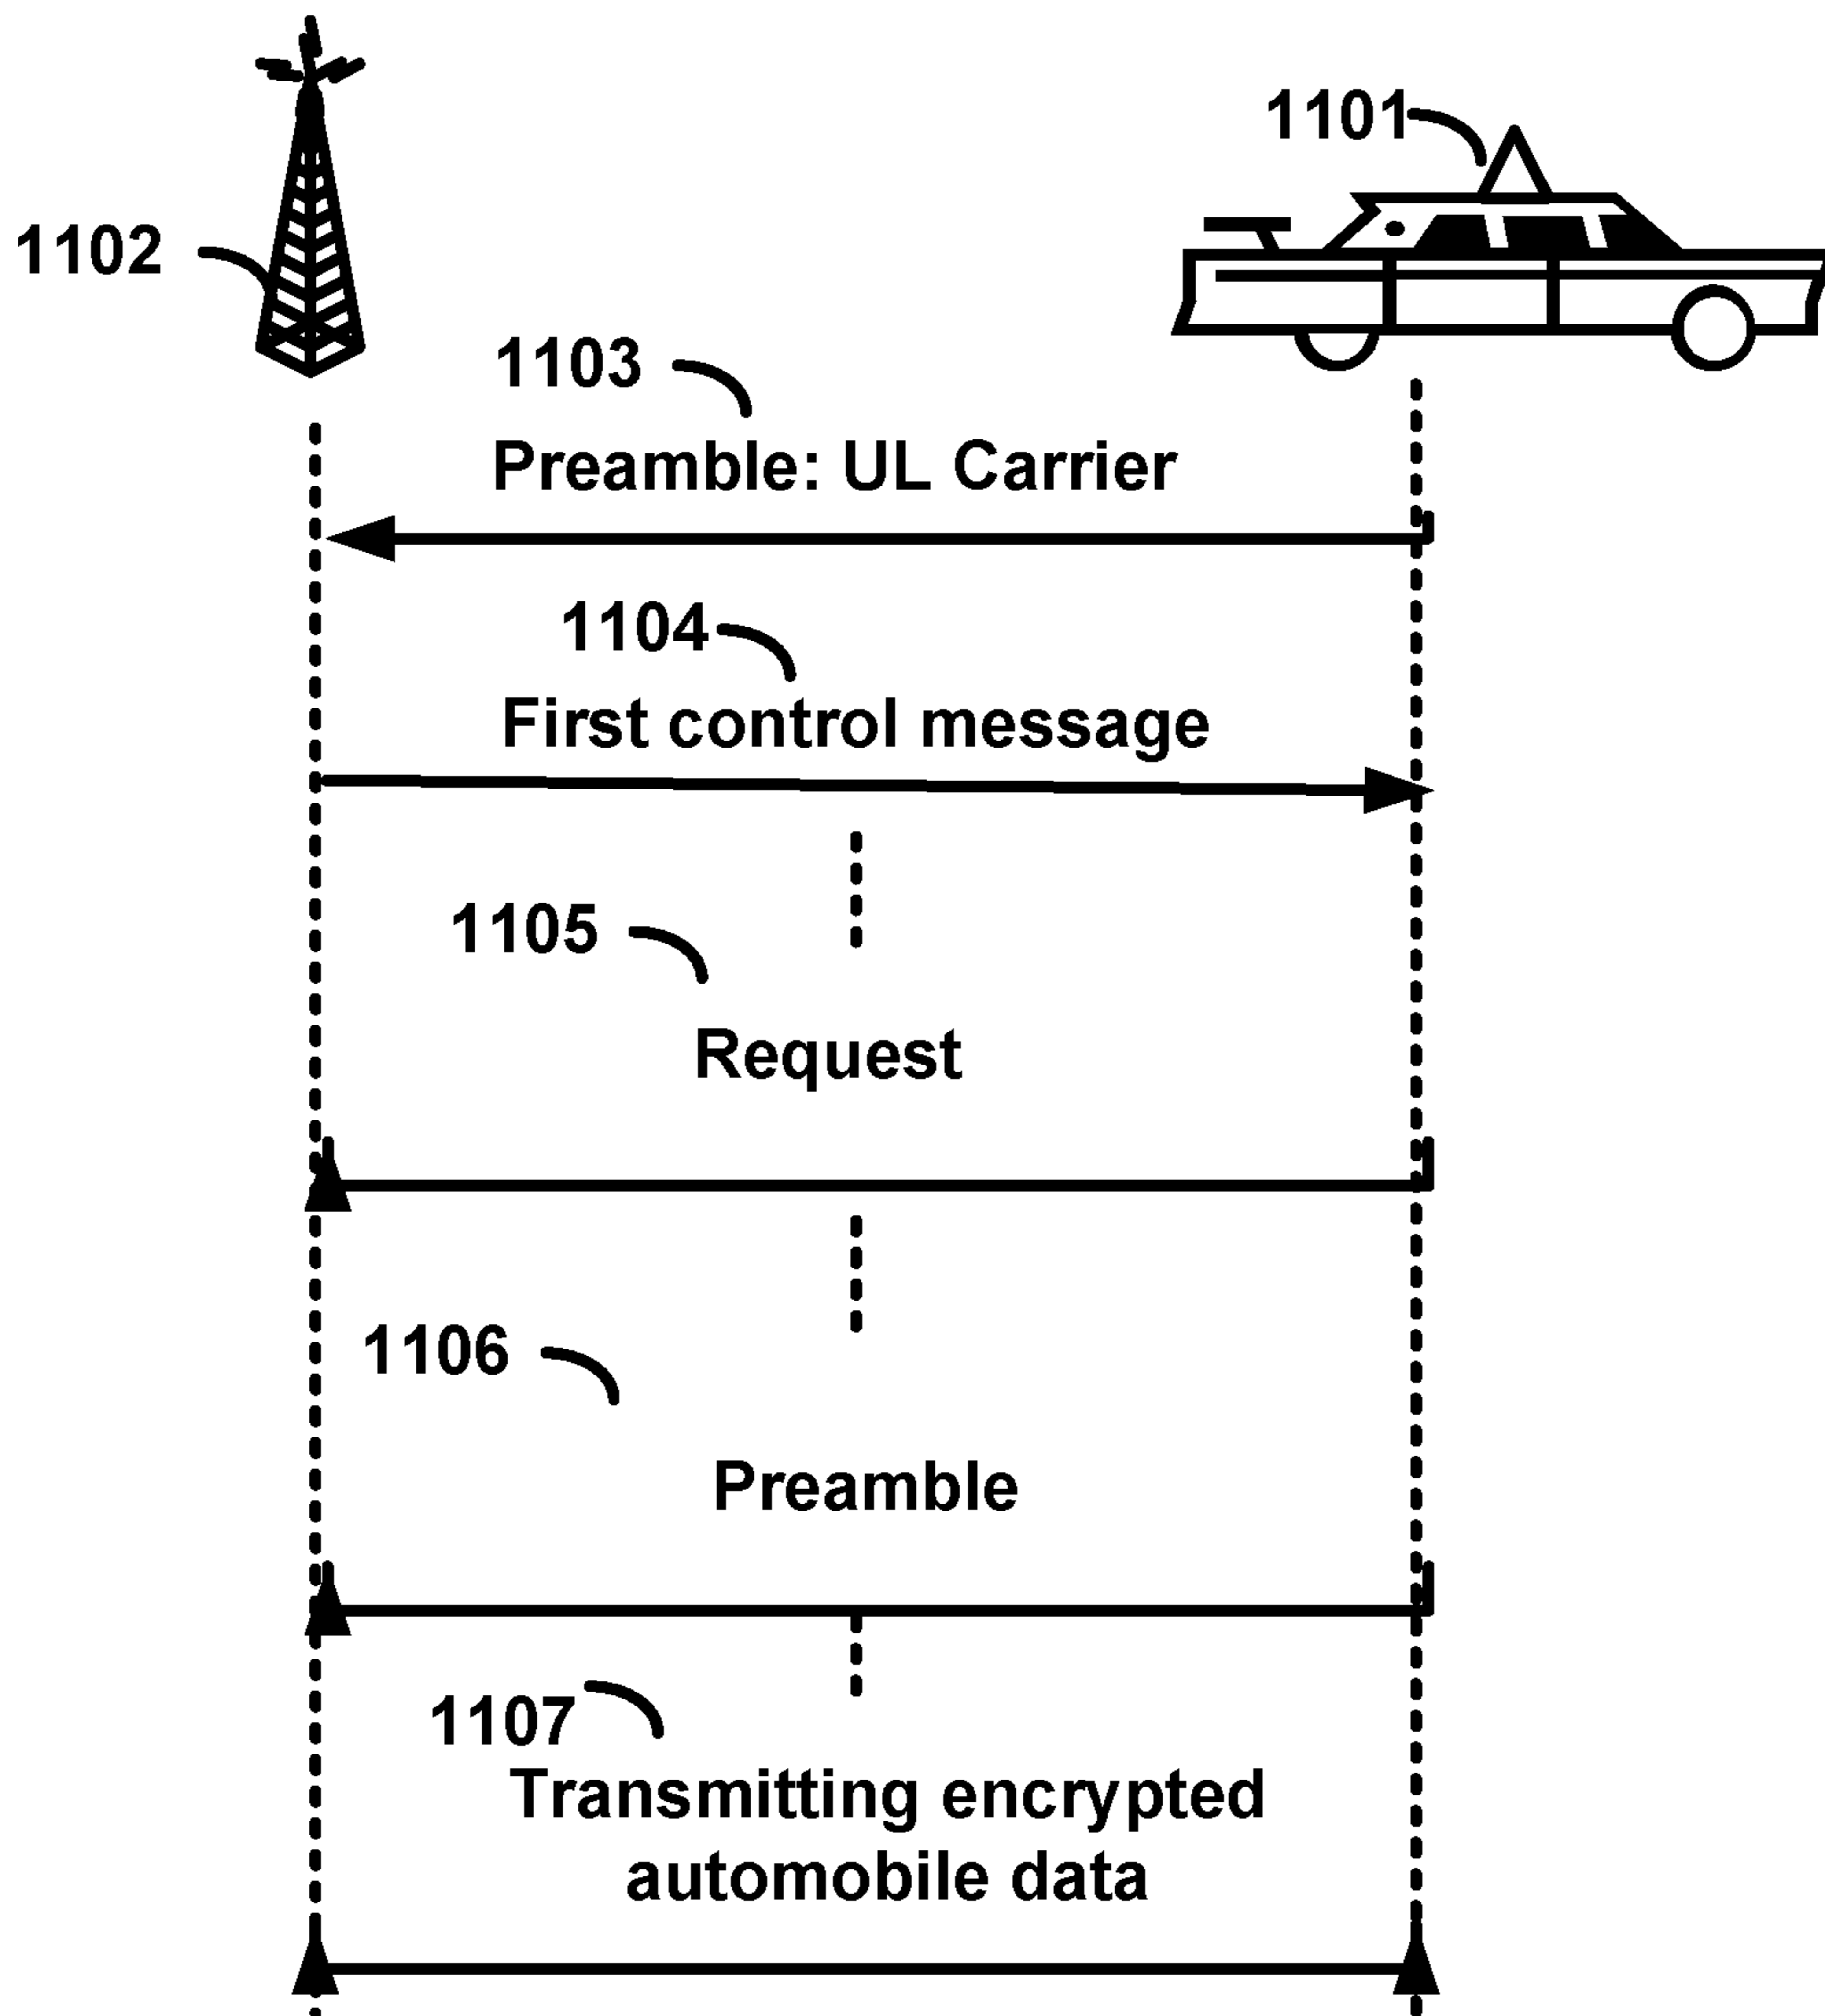 1101
1102
1103
Preamble: UL Carrier
1104
First control message
1105
Request
1106
Preamble
1107
Transmitting encrypted
automobile data